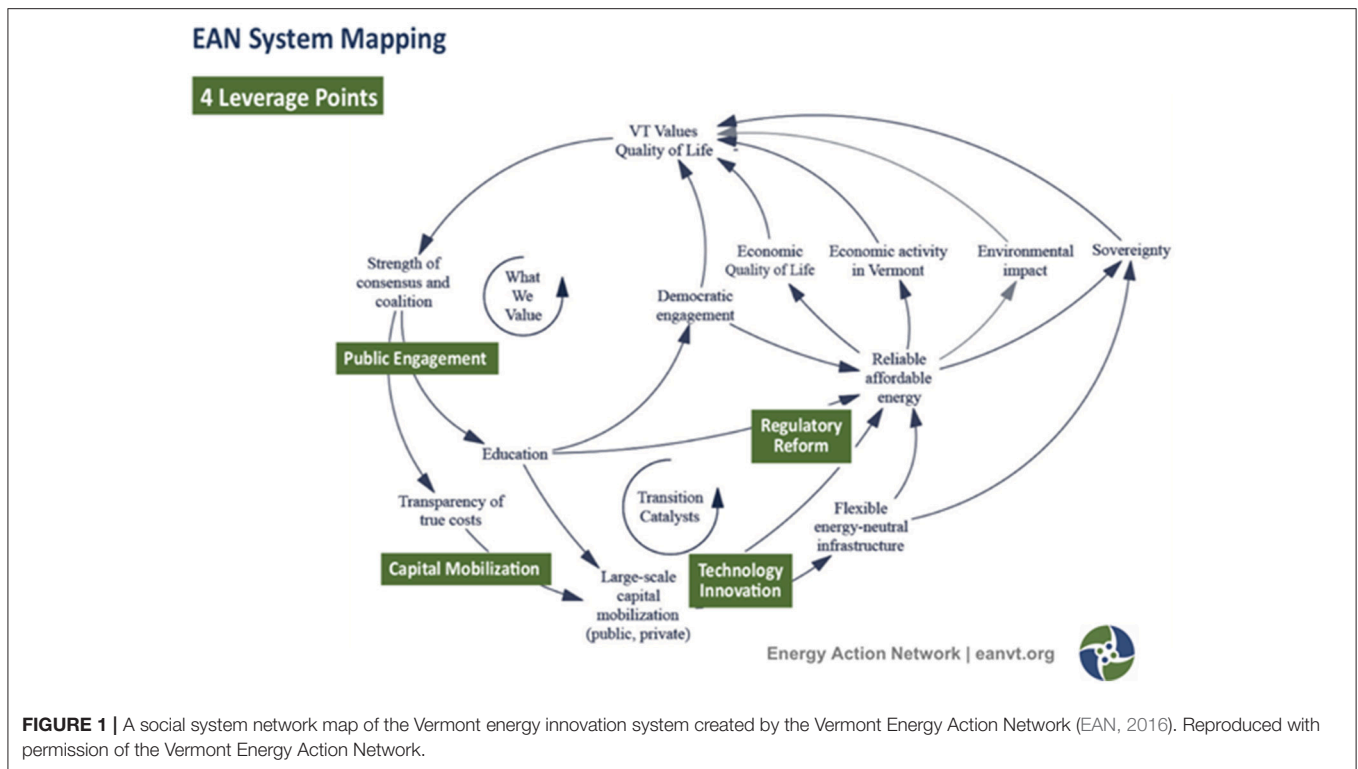 EAN System Mapping
4 Leverage Points
VT Values
Quality of Life
Strength of
consensus and
coalition
What
We
Value
Democratic
engagement
Economic
Quality of Life
Economic activity
in Vermont
Environmental
impact
Sovereignty
Public Engagement
Reliable
affordable
energy
Regulatory
Reform
Education
Transparency of
true costs
Transition
Catalysts
Flexible
energy-neutral
infrastructure
Capital Mobilization
Large-scale
capital
mobilization
(public, private)
Technology
Innovation
Energy Action Network | eanvt.org
FIGURE 1 | A social system network map of the Vermont energy innovation system created by the Vermont Energy Action Network (EAN, 2016). Reproduced with
permission of the Vermont Energy Action Network.